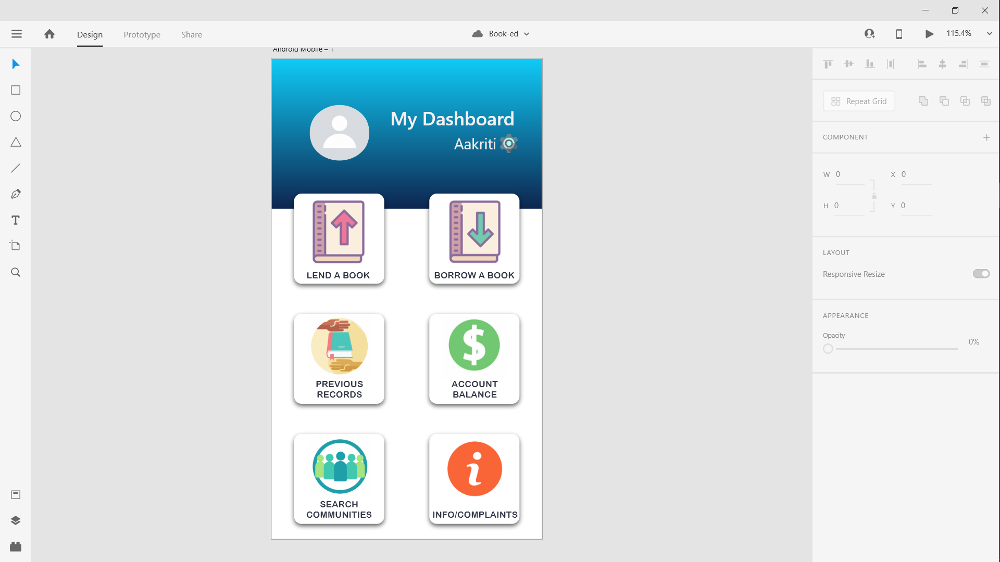 Design Prototype Share
Book-ed
115.4%
Android Mobile – 1
My Dashboard
Aakriti
LEND A BOOK
BORROW A BOOK
PREVIOUS
RECORDS
ACCOUNT
BALANCE
SEARCH
COMMUNITIES
INFO/COMPLAINTS
Repeat Grid
COMPONENT
W 0
X 0
H 0
Y 0
LAYOUT
Responsive Resize
APPEARANCE
Opacity
0%